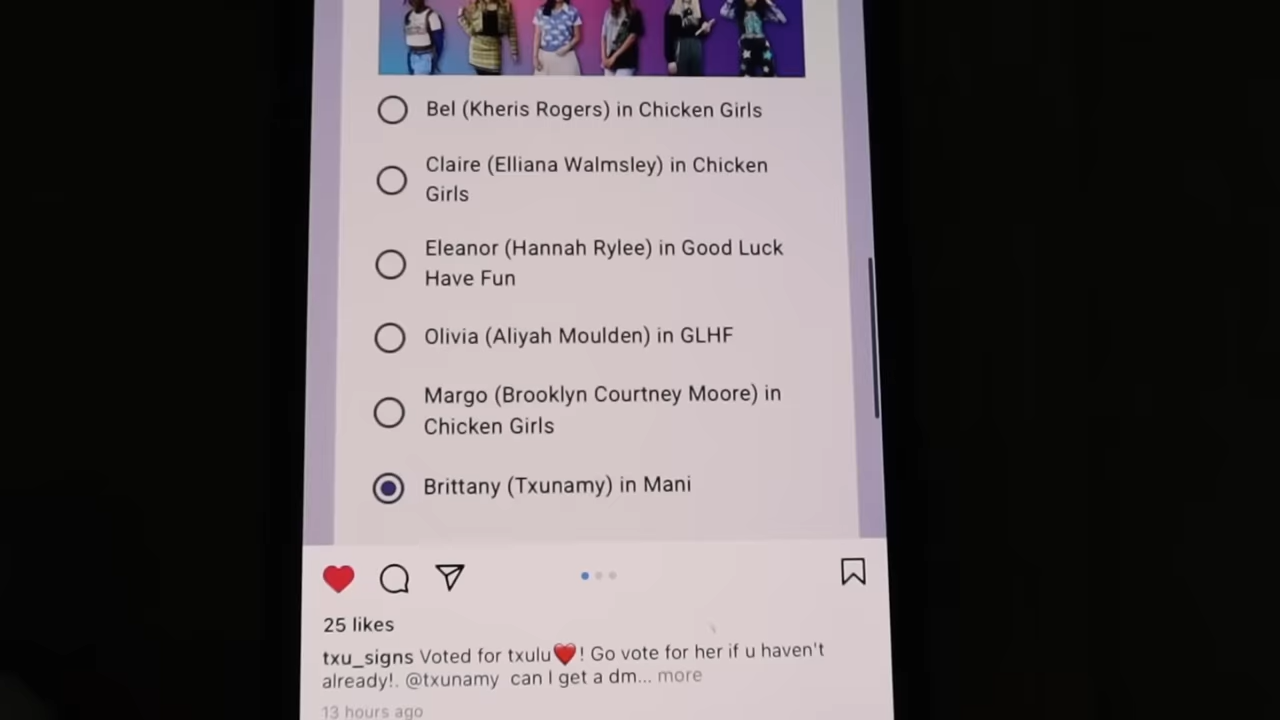 Bel (Kheris Rogers) in Chicken Girls
Claire (Elliana Walmsley) in Chicken
Girls
Eleanor (Hannah Rylee) in Good Luck
Have Fun
Olivia (Aliyah Moulden) in GLHF
Margo (Brooklyn Courtney Moore) in
Chicken Girls
Brittany (Txunamy) in Mani
25 likes
txu_signs Voted for txulu❤️! Go vote for her if u haven't
already!. @txunamy can I get a dm... more
13 hours ago